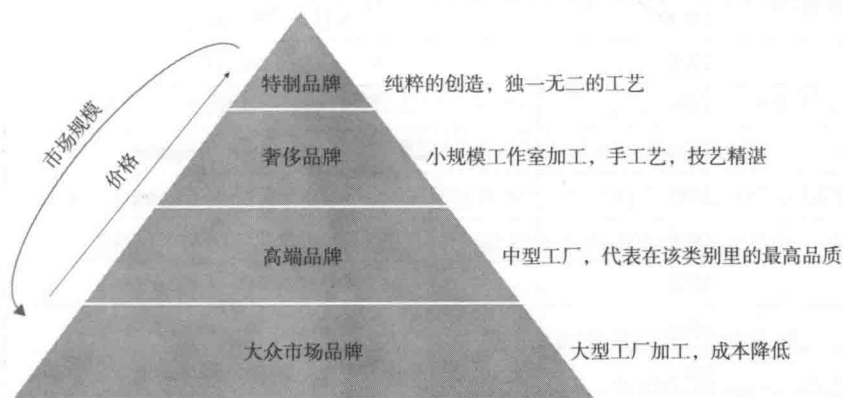 特制品牌 纯粹的创造,独一无二的工艺
市场规模
价格
奢侈品牌 小规模工作室加工,手工艺,技艺精湛
高端品牌 中型工厂,代表在该类别里的最高品质
大众市场品牌 大型工厂加工,成本降低